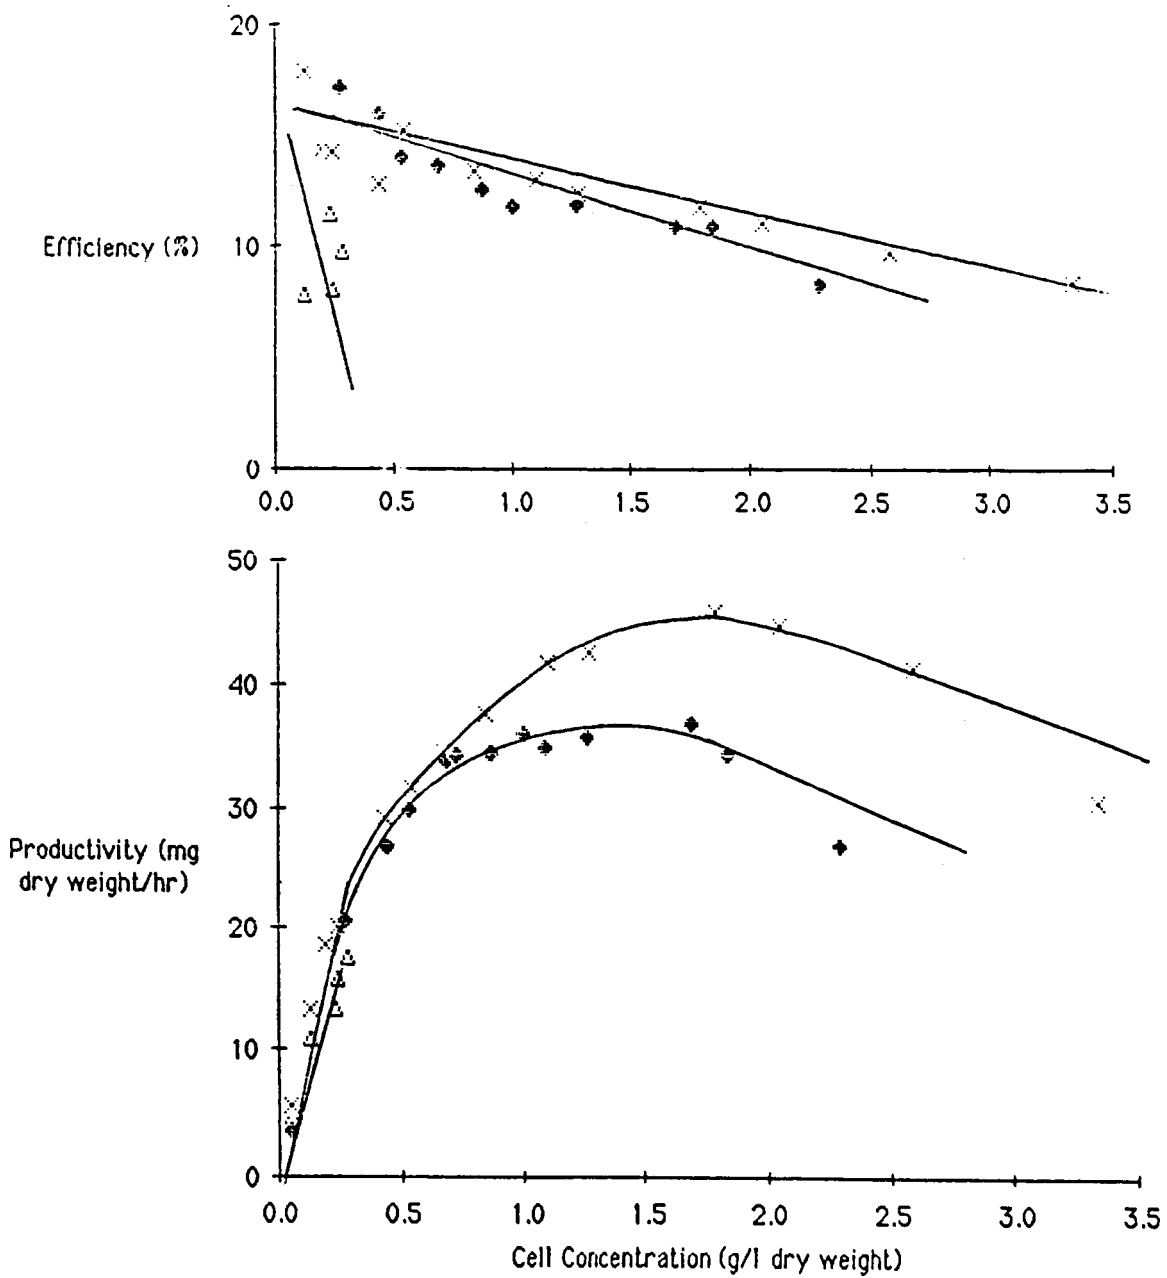 20
Efficiency (%)
10
0
0.0 0.5 1.0 1.5 2.0 2.5 3.0 3.5
50
40
30
Productivity (mg
dry weight/hr)
20
10
0
0.0 0.5 1.0 1.5 2.0 2.5 3.0 3.5
Cell Concentration (g/l dry weight)